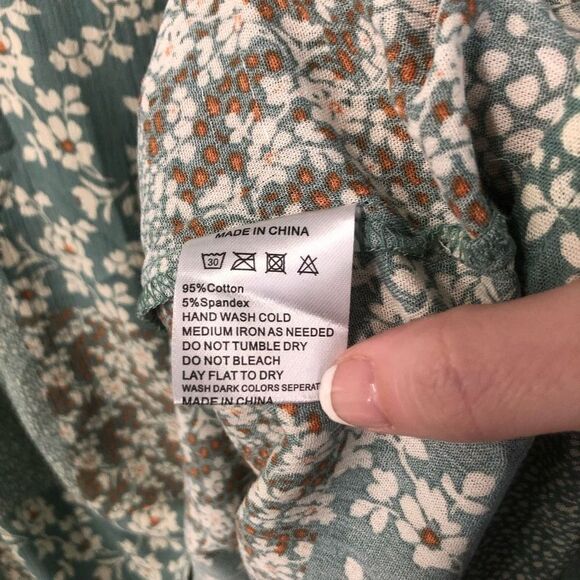 MADE IN CHINA
30
95%Cotton
5%Spandex
HAND WASH COLD
MEDIUM IRON AS NEEDED
DO NOT TUMBLE DRY
DO NOT BLEACH
LAY FLAT TO DRY
WASH DARK COLORS SEPERAT
MADE IN CHINA